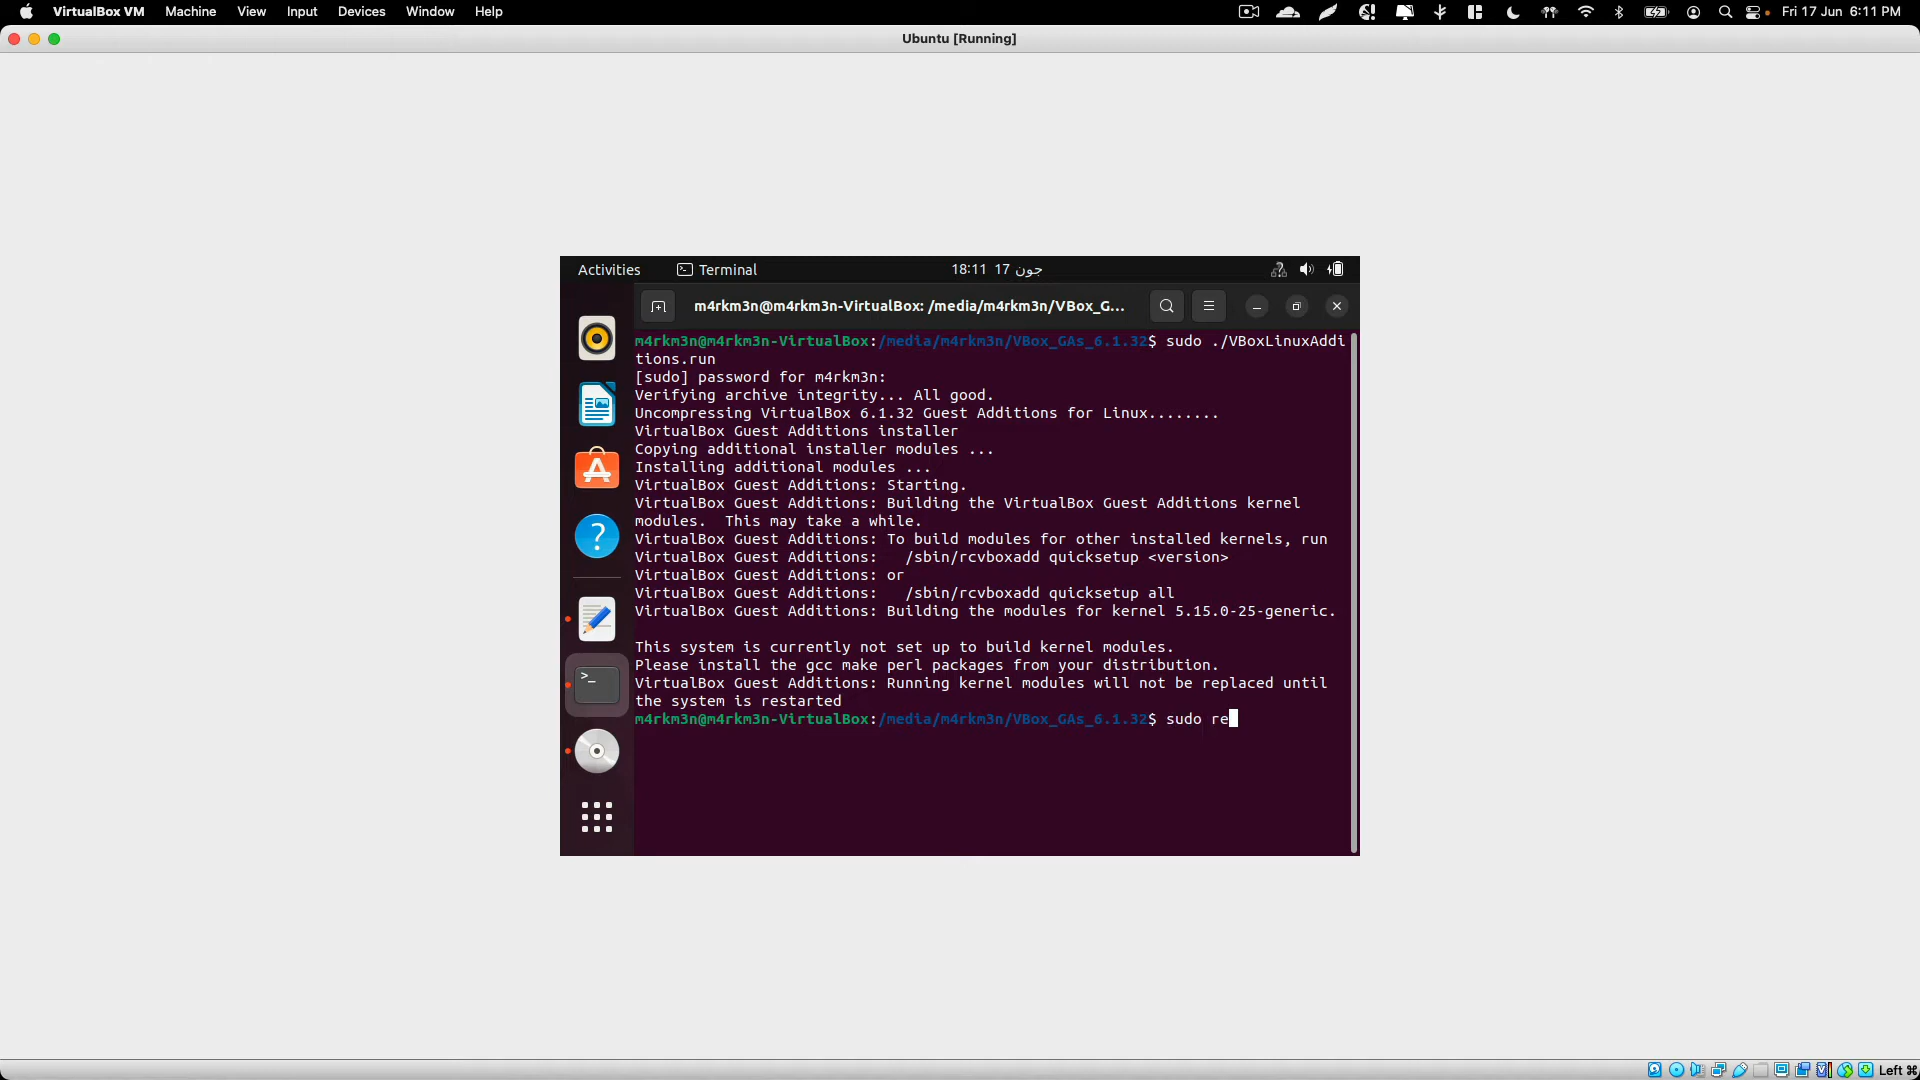 VirtualBox VM Machine View Input Devices Window Help Fri 17 Jun 6:11 PM
Ubuntu [Running]
Activities Terminal 18:11 17 جون
m4rkm3n@m4rkm3n-VirtualBox: /media/m4rkm3n/VBox_G...
m4rkm3n@m4rkm3n-VirtualBox:/media/m4rkm3n/VBox_GAs_6.1.32$ sudo ./VBoxLinuxAddi
tions.run
[sudo] password for m4rkm3n:
Verifying archive integrity... All good.
Uncompressing VirtualBox 6.1.32 Guest Additions for Linux........
VirtualBox Guest Additions installer
Copying additional installer modules ...
Installing additional modules ...
VirtualBox Guest Additions: Starting.
VirtualBox Guest Additions: Building the VirtualBox Guest Additions kernel
modules.  This may take a while.
VirtualBox Guest Additions: To build modules for other installed kernels, run
VirtualBox Guest Additions:   /sbin/rcvboxadd quicksetup <version>
VirtualBox Guest Additions: or
VirtualBox Guest Additions:   /sbin/rcvboxadd quicksetup all
VirtualBox Guest Additions: Building the modules for kernel 5.15.0-25-generic.
This system is currently not set up to build kernel modules.
Please install the gcc make perl packages from your distribution.
VirtualBox Guest Additions: Running kernel modules will not be replaced until
the system is restarted
m4rkm3n@m4rkm3n-VirtualBox:/media/m4rkm3n/VBox_GAs_6.1.32$ sudo re
Left ⌘